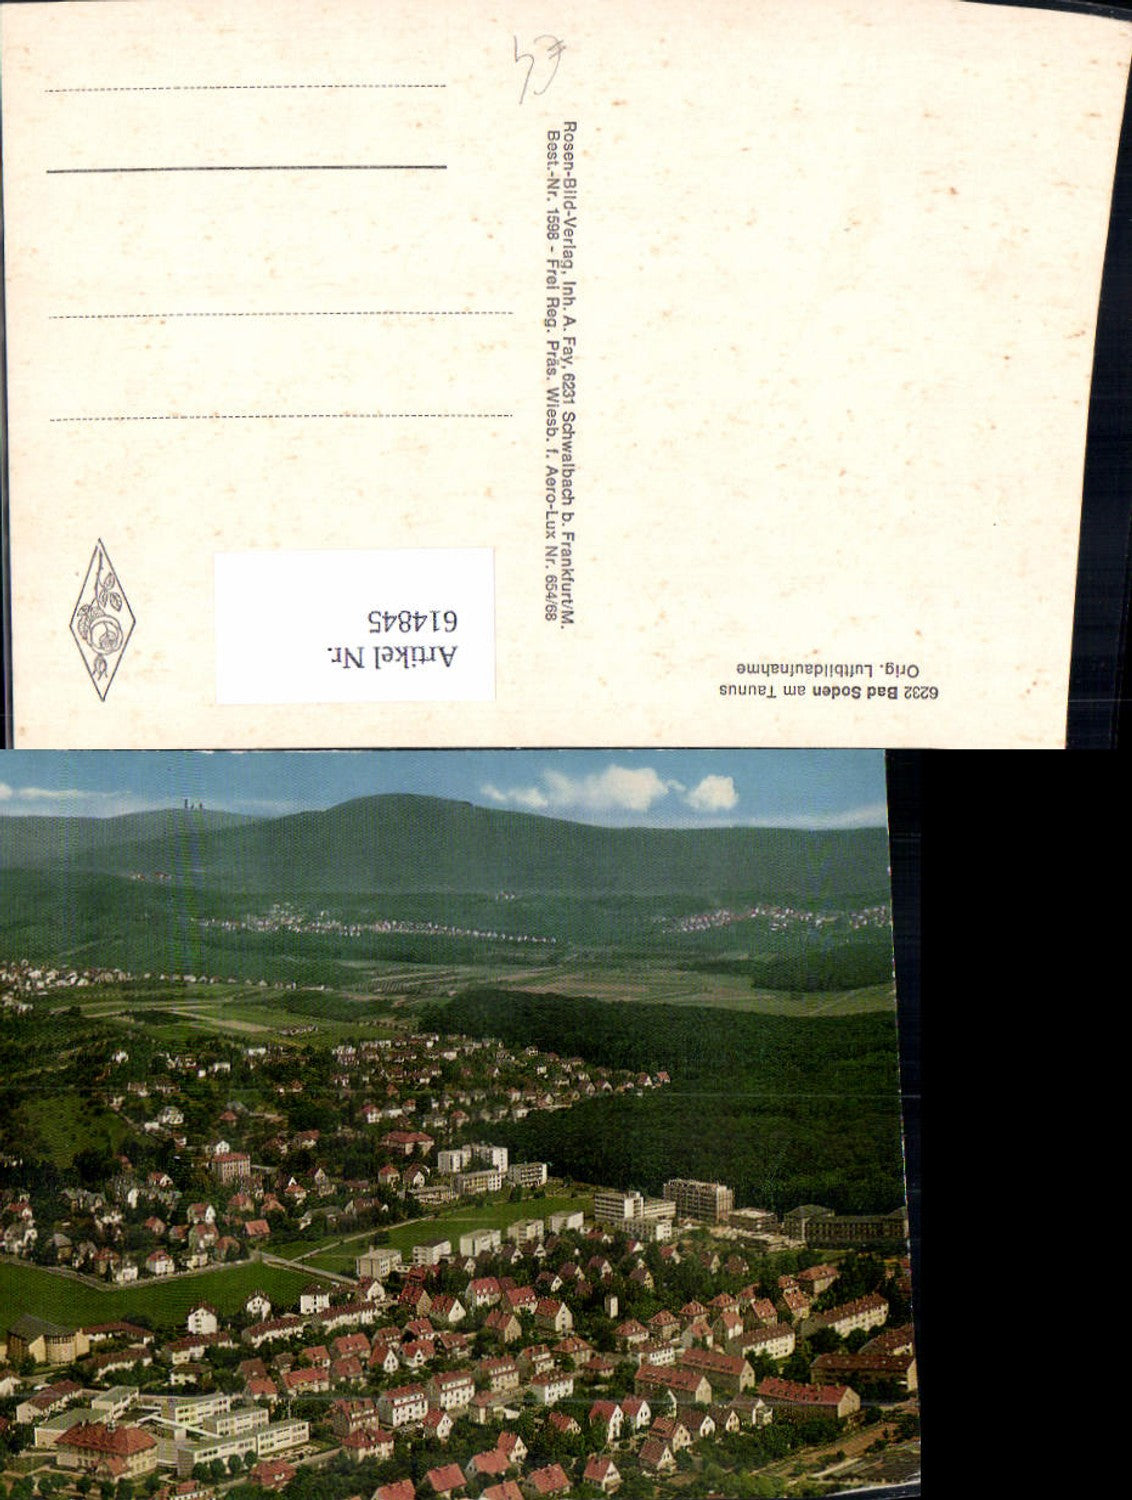 6232 Bad Soden am Taunus
Orig. Luftbildaufnahme
Rosen-Bild-Verlag, Inh. A. Fay, 6231 Schwalbach b. Frankfurt/M.
Best.-Nr. 1598 - Frei Reg. Präs. Wiesb. f. Aero-Lux Nr. 654/68
Artikel Nr.
614845